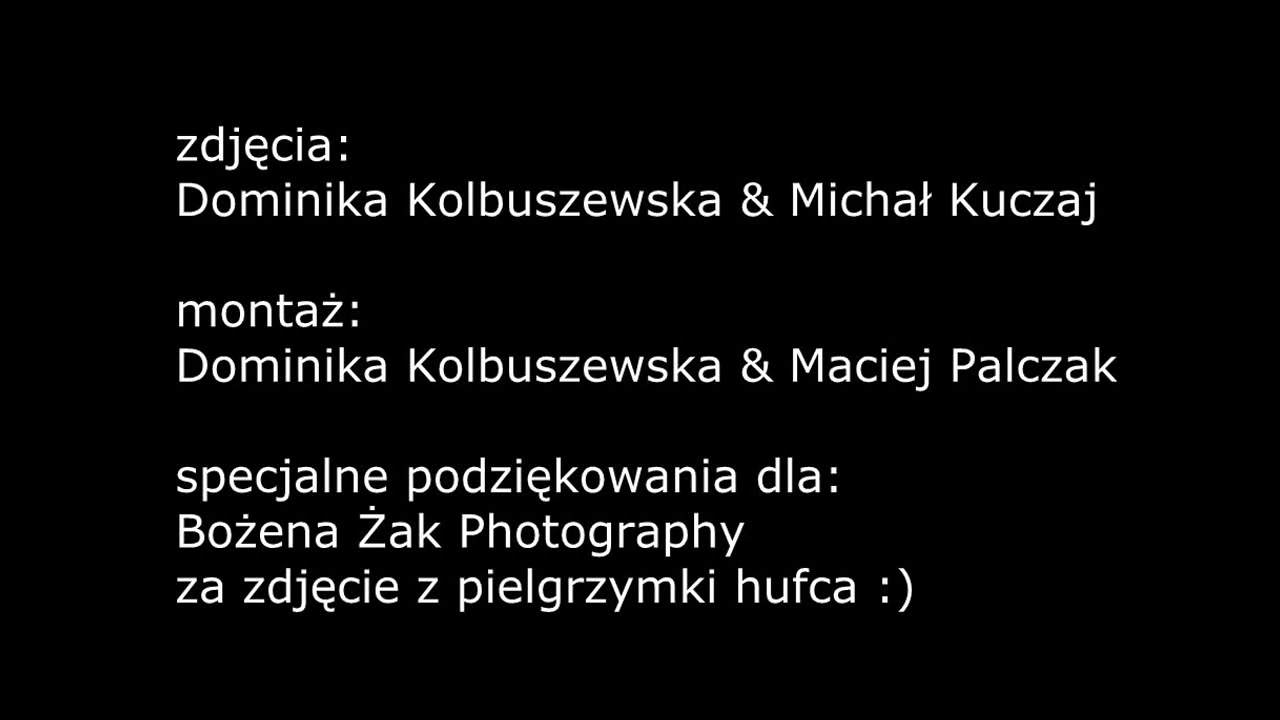 zdjęcia:
Dominika Kolbuszewska & Michał Kuczaj
montaż:
Dominika Kolbuszewska & Maciej Palczak
specjalne podziękowania dla:
Bożena Żak Photography
za zdjęcie z pielgrzymki hufca :)